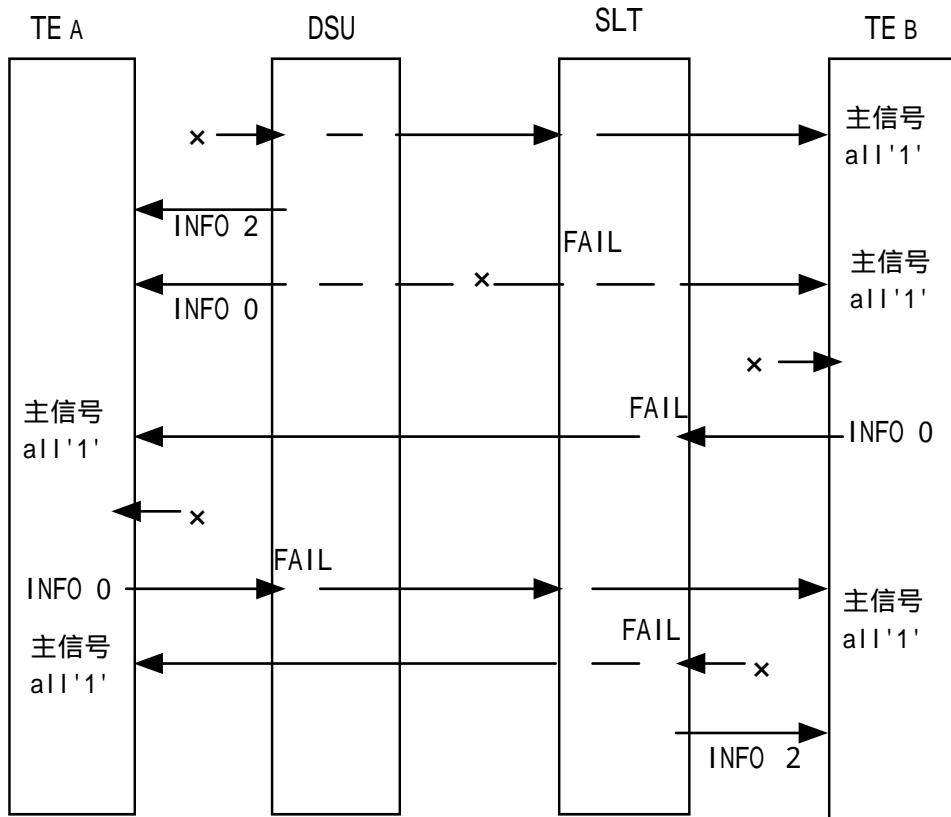 TE A DSU SLT TE B
主信号
all'1'
INFO 2
FAIL
主信号
all'1'
INFO 0
主信号
all'1'
FAIL
INFO 0
FAIL
INFO 0
主信号
all'1'
FAIL
主信号
all'1'
INFO 2